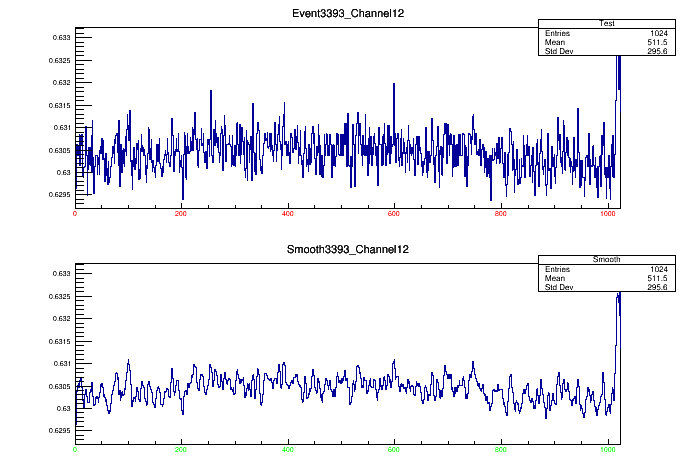 Event3393_Channel12
Test
Entries 1024
Mean 511.5
Std Dev 295.6
0.633
0.6325
0.632
0.6315
0.631
0.6305
0.63
0.6295
0 200 400 600 800 1000
Smooth3393_Channel12
Smooth
Entries 1024
Mean 511.5
Std Dev 295.6
0.633
0.6325
0.632
0.6315
0.631
0.6305
0.63
0.6295
0 200 400 600 800 1000